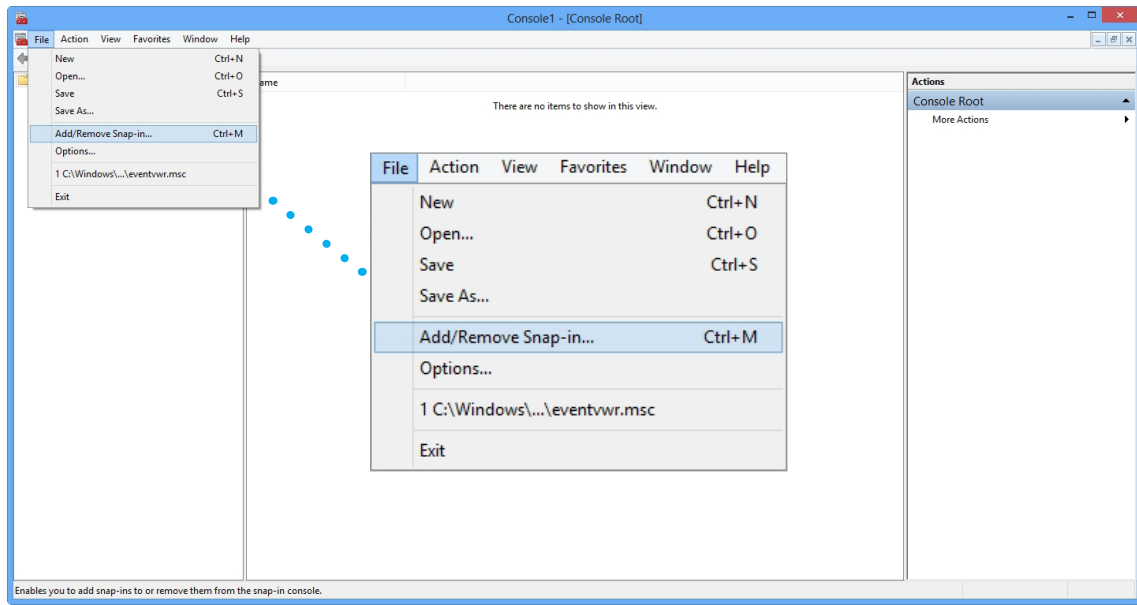 Console1 - [Console Root]
File Action View Favorites Window Help
New Ctrl+N
Open... Ctrl+O
Save Ctrl+S
Save As...
Add/Remove Snap-in... Ctrl+M
Options...
1 C:\Windows\...\eventvwr.msc
Exit
ame
There are no items to show in this view.
Actions
Console Root
More Actions
File Action View Favorites Window Help
New Ctrl+N
Open... Ctrl+O
Save Ctrl+S
Save As...
Add/Remove Snap-in... Ctrl+M
Options...
1 C:\Windows\...\eventvwr.msc
Exit
Enables you to add snap-ins to or remove them from the snap-in console.